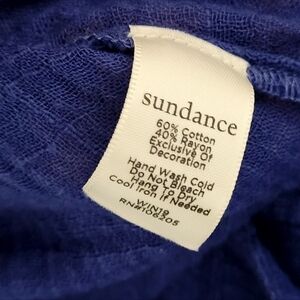 sundance
60% Cotton
40% Rayon
Exclusive Of
Decoration
Hand Wash Cold
Do Not Bleach
Hang To Dry
Cool Iron if Needed
WIN19
RN#106205